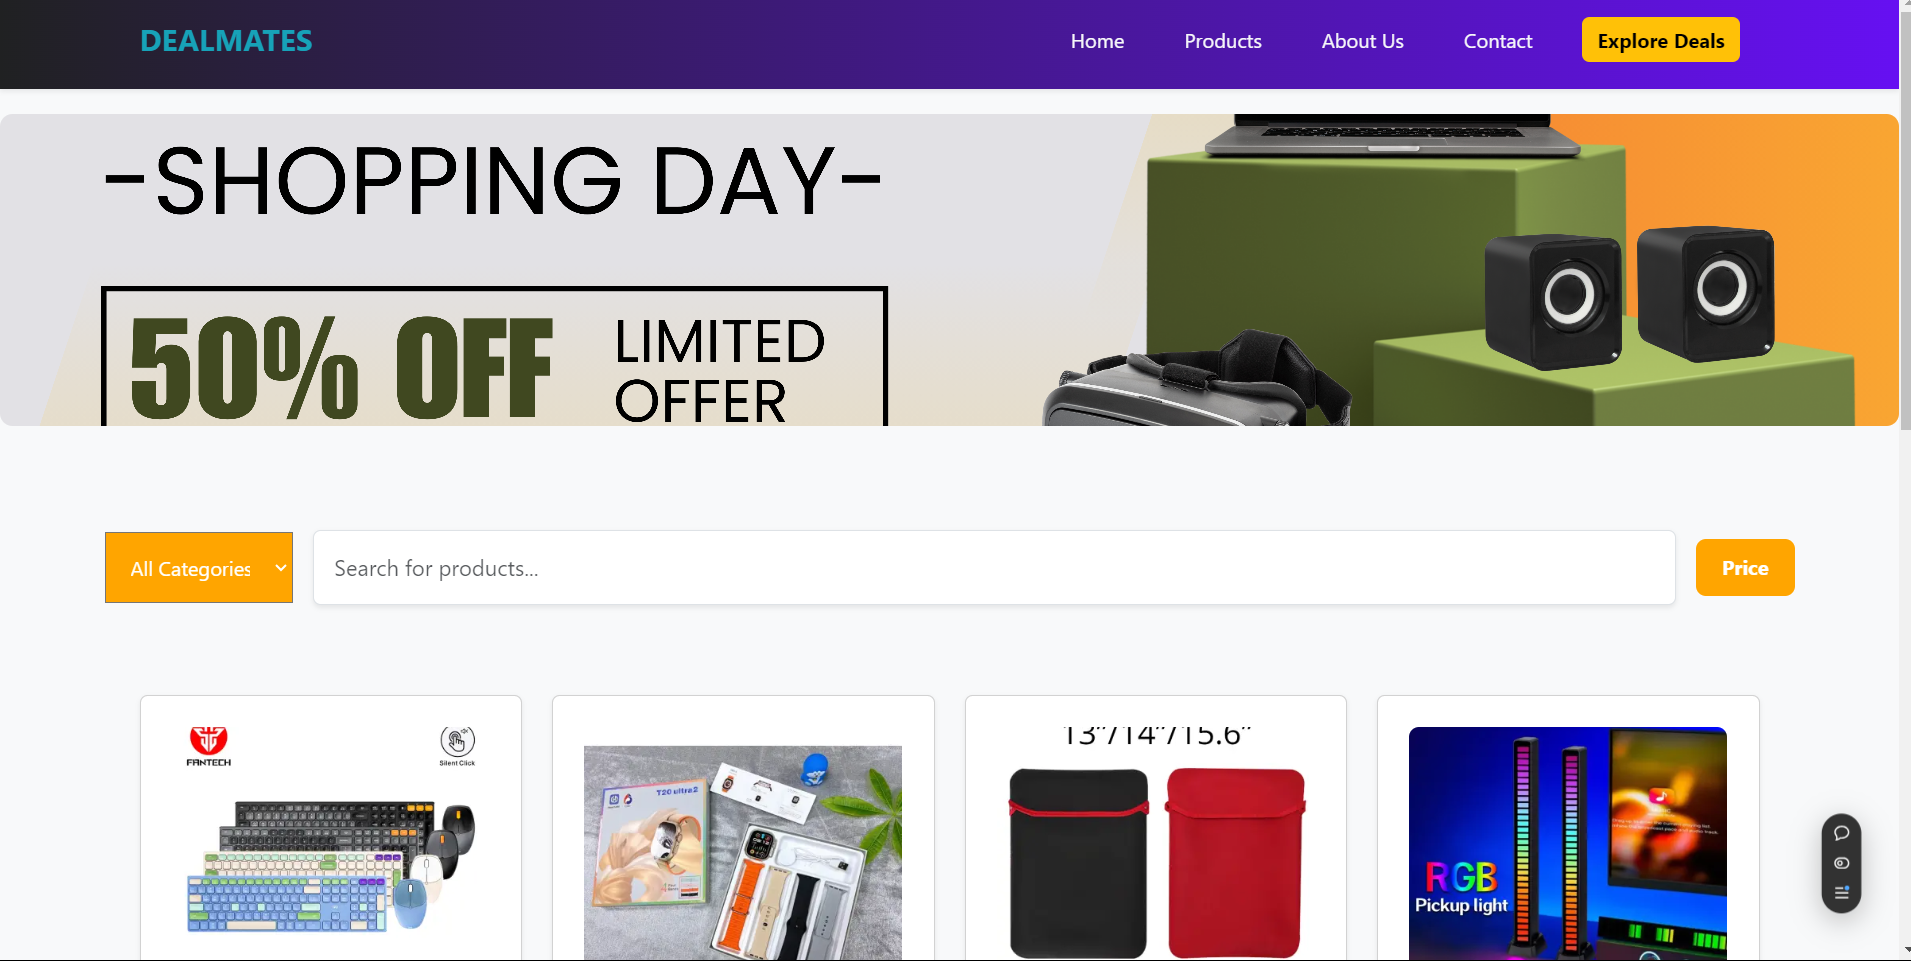 DEALMATES
Home
Products
About Us
Contact
Explore Deals
-SHOPPING DAY-
50% OFF
LIMITED
OFFER
All Categories
Search for products...
Price
FANTECH
Silent Click
T20 ultra2
13"/14"/15.6"
RGB
Pickup light